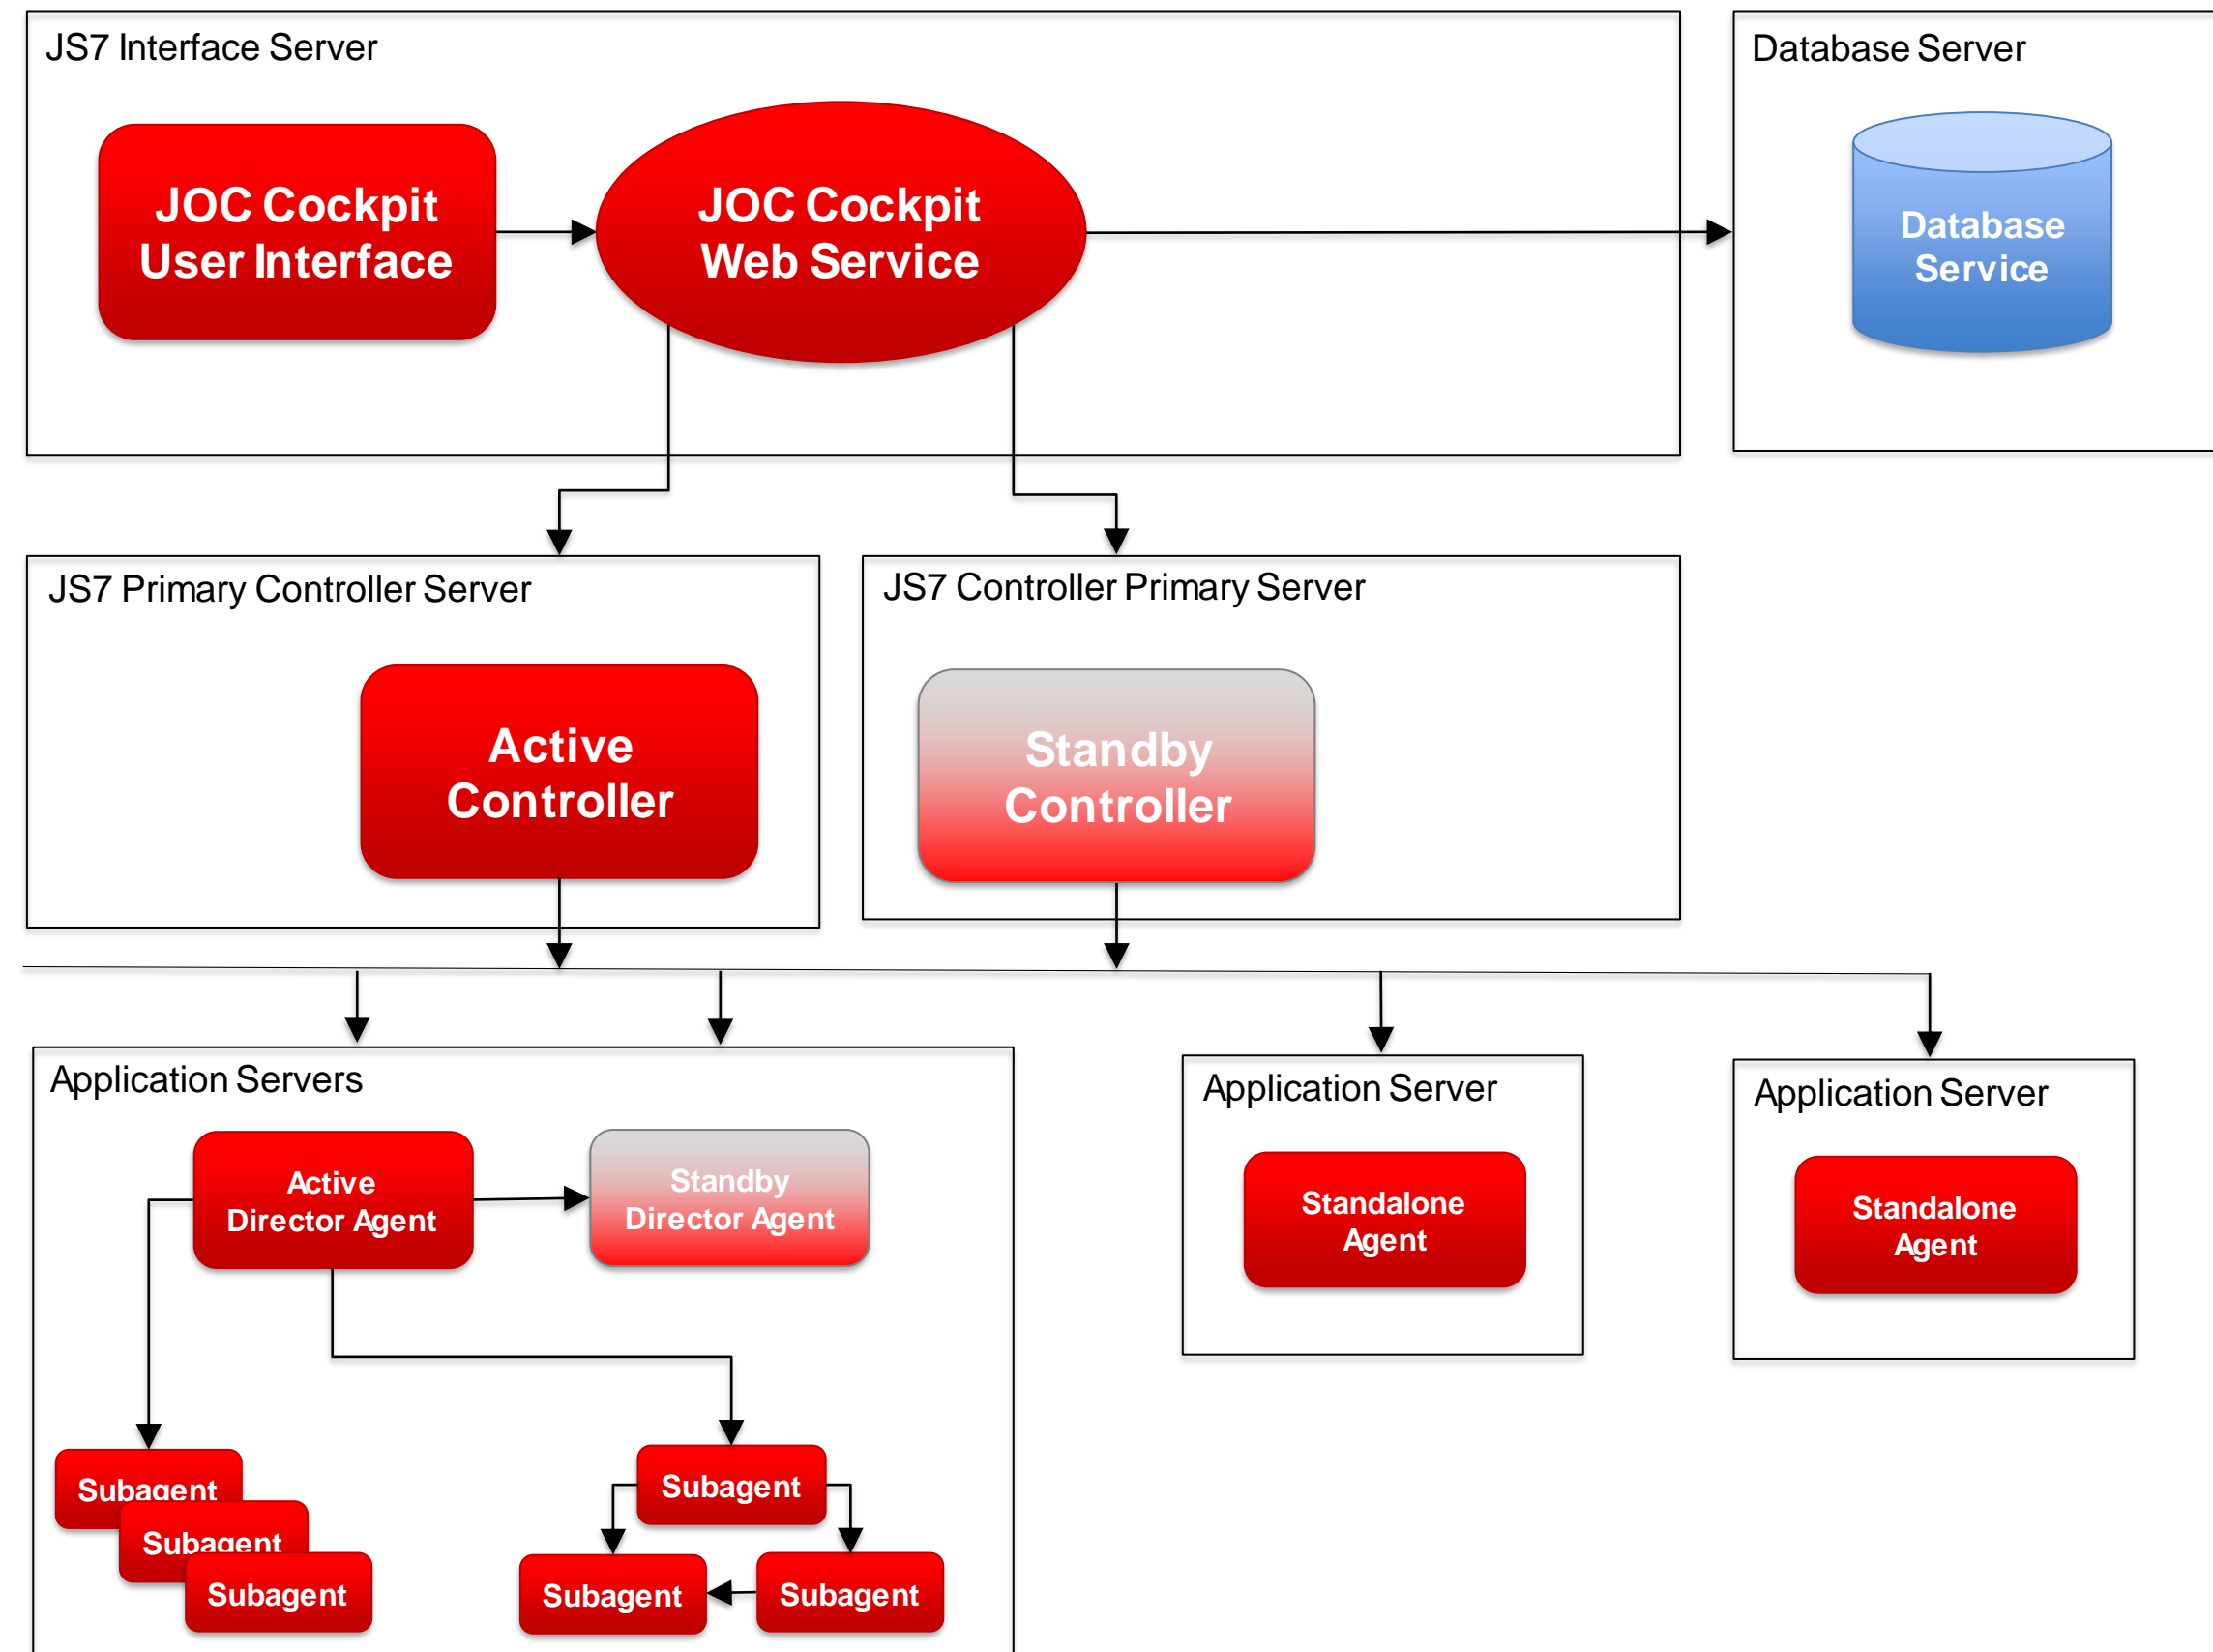 JS7 Interface Server
Database Server
JOC Cockpit
User Interface
JOC Cockpit
Web Service
Database
Service
JS7 Primary Controller Server
JS7 Controller Primary Server
Active
Controller
Standby
Controller
Application Servers
Application Server
Application Server
Active
Director Agent
Standby
Director Agent
Standalone
Agent
Standalone
Agent
Subagent
Subagent
Subagent
Subagent
Subagent
Subagent